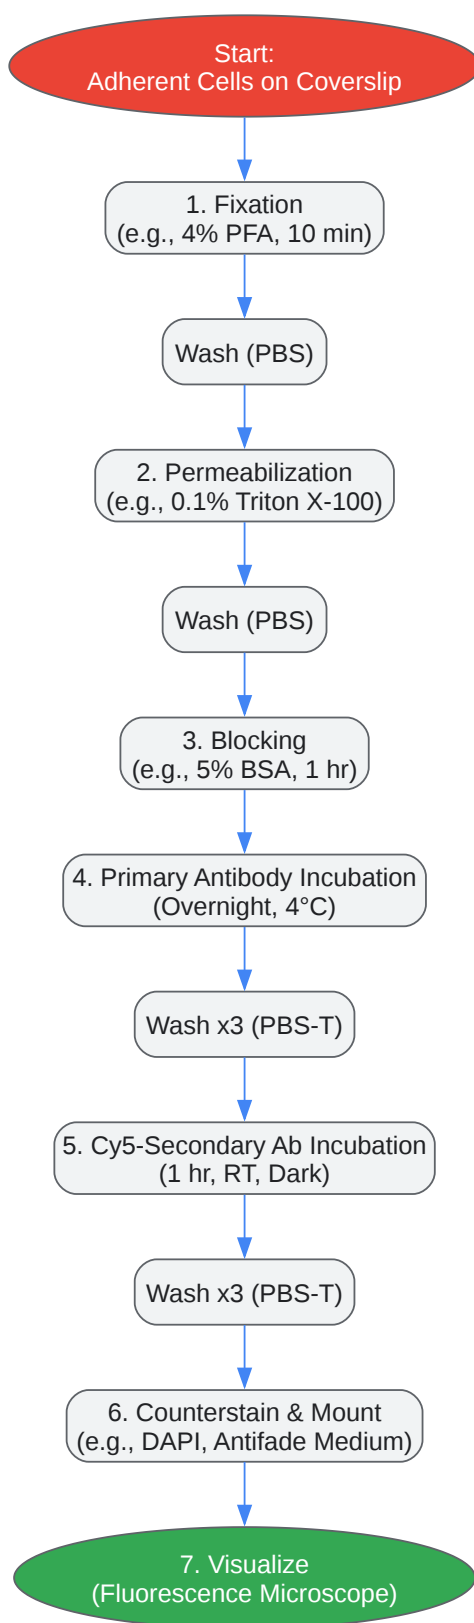 Start:
Adherent Cells on Coverslip
1. Fixation
(e.g., 4% PFA, 10 min)
Wash (PBS)
2. Permeabilization
(e.g., 0.1% Triton X-100)
Wash (PBS)
3. Blocking
(e.g., 5% BSA, 1 hr)
4. Primary Antibody Incubation
(Overnight, 4°C)
Wash x3 (PBS-T)
5. Cy5-Secondary Ab Incubation
(1 hr, RT, Dark)
Wash x3 (PBS-T)
6. Counterstain & Mount
(e.g., DAPI, Antifade Medium)
7. Visualize
(Fluorescence Microscope)